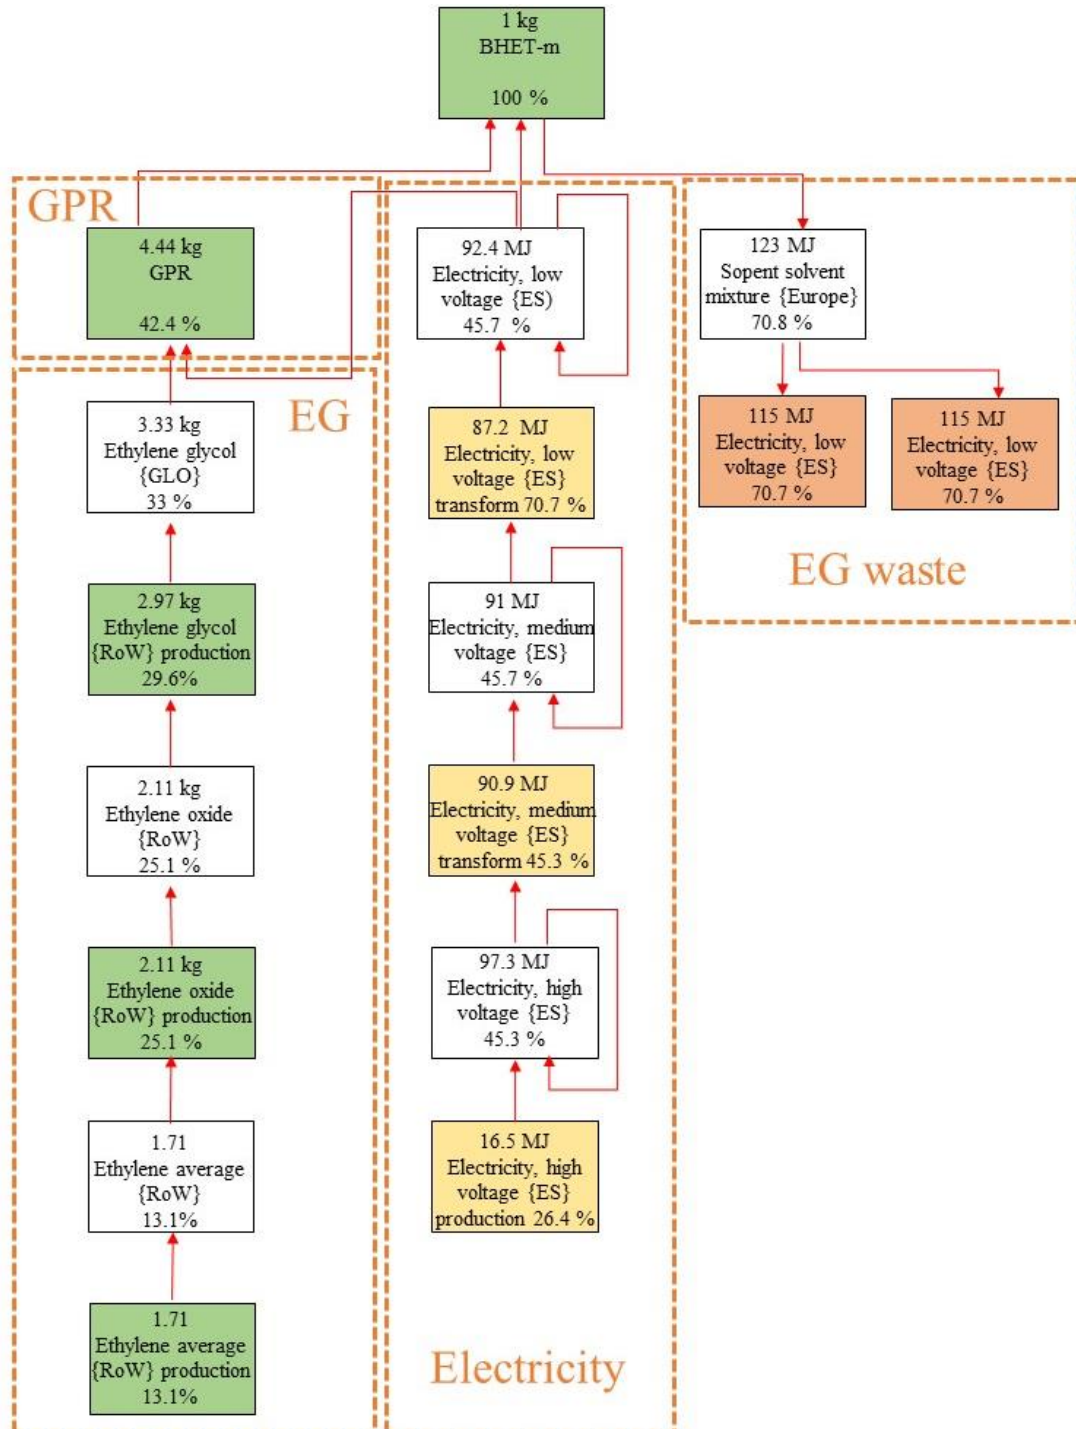 1 kg
BHET-m
100 %
GPR
4.44 kg
GPR
42.4 %
EG
3.33 kg
Ethylene glycol
{GLO}
33 %
2.97 kg
Ethylene glycol
{RoW} production
29.6%
2.11 kg
Ethylene oxide
{RoW}
25.1 %
2.11 kg
Ethylene oxide
{RoW} production
25.1 %
1.71
Ethylene average
{RoW}
13.1%
1.71
Ethylene average
{RoW} production
13.1%
92.4 MJ
Electricity, low
voltage {ES)
45.7 %
87.2 MJ
Electricity, low
voltage {ES}
transform 70.7 %
91 MJ
Electricity, medium
voltage {ES}
45.7 %
90.9 MJ
Electricity, medium
voltage {ES}
transform 45.3 %
97.3 MJ
Electricity, high
voltage {ES}
45.3 %
16.5 MJ
Electricity, high
voltage {ES}
production 26.4 %
Electricity
123 MJ
Sopent solvent
mixture {Europe}
70.8 %
115 MJ
Electricity, low
voltage {ES}
70.7 %
115 MJ
Electricity, low
voltage {ES}
70.7 %
EG waste